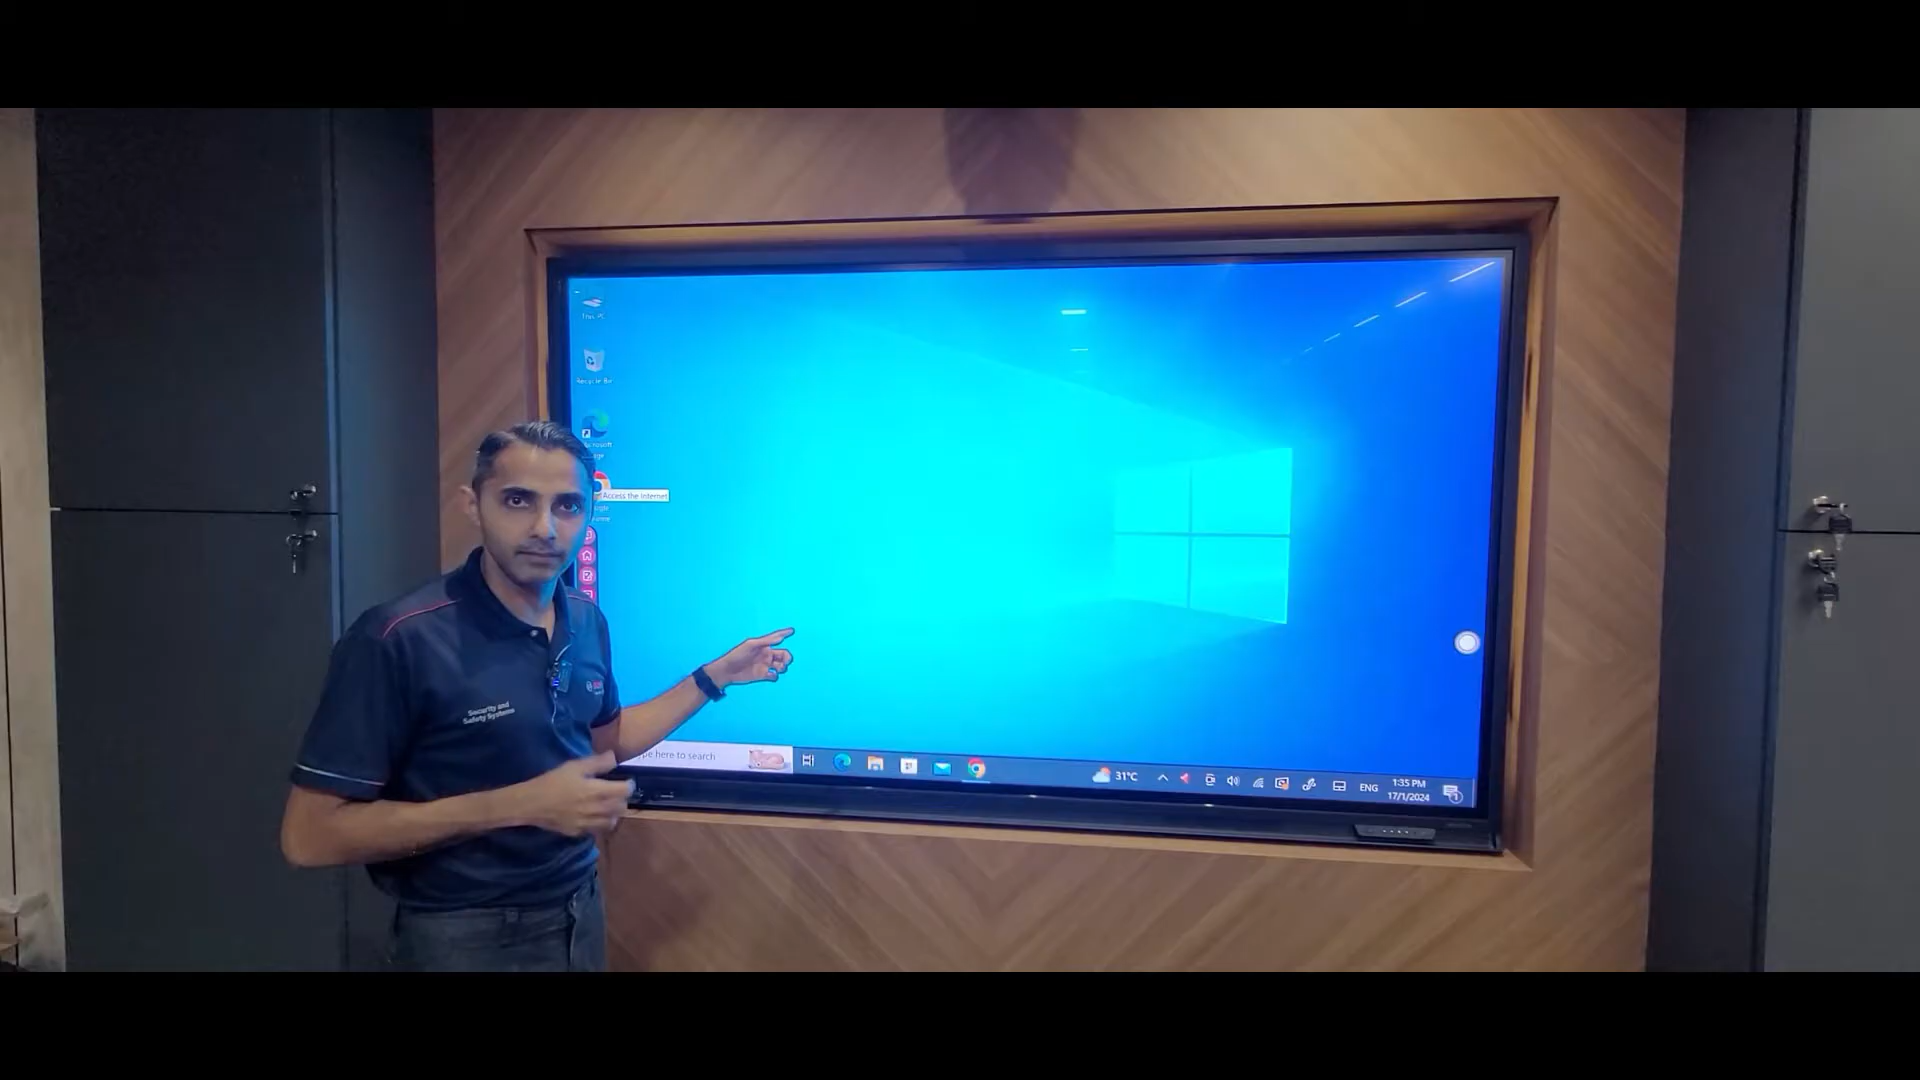 This PC
Recycle Bin
Access the Internet
Security and
Safety Systems
here to search
31°C
ENG
1:35 PM
17/1/2024